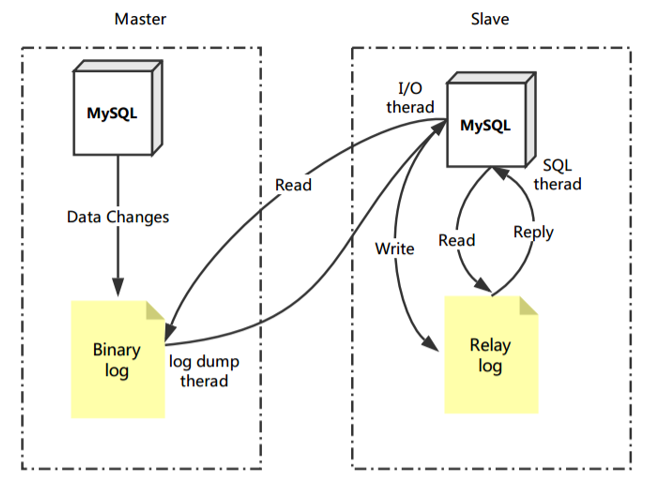 Master
Slave
MySQL
I/O
therad
MySQL
SQL
therad
Read
Data Changes
Write
Read
Reply
Binary
log
log dump
therad
Relay
log